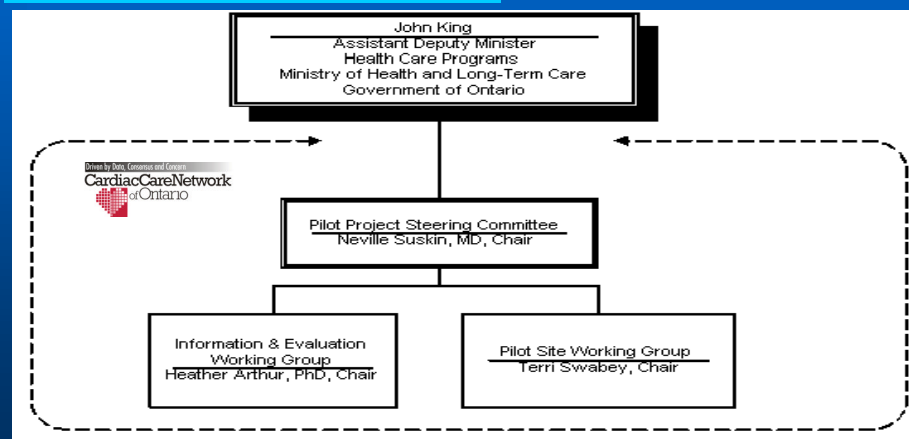 John King
Assistant Deputy Minister
Health Care Programs
Ministry of Health and Long-Term Care
Government of Ontario
Driven by Data, Consensus and Concern
CardiacCareNetwork
of Ontario
Pilot Project Steering Committee
Neville Suskin, MD, Chair
Information & Evaluation
Working Group
Heather Arthur, PhD, Chair
Pilot Site Working Group
Terri Swabey, Chair